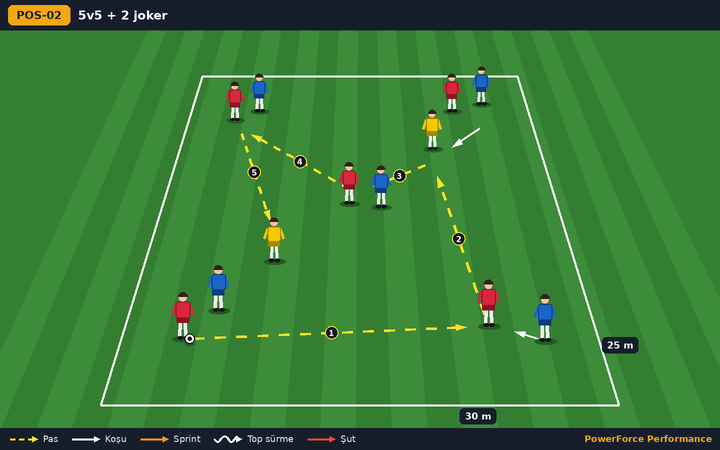 POS-02 5v5 + 2 joker
4
5
3
2
1
25 m
30 m
Pas Koşu Sprint Top sürme Şut PowerForce Performance